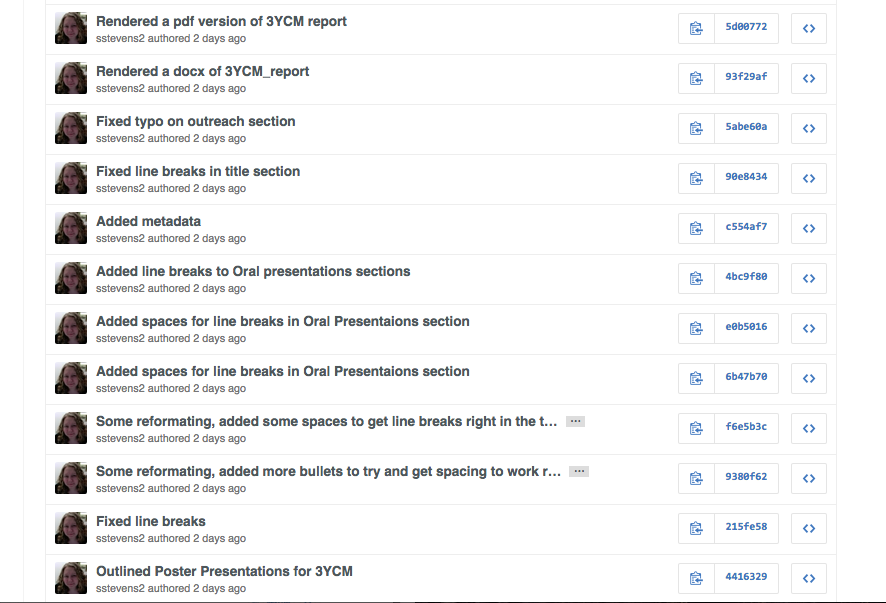 Rendered a pdf version of 3YCM report
5d00772
sstevens2 authored 2 days ago
Rendered a docx of 3YCM_report
93f29af
sstevens2 authored 2 days ago
Fixed typo on outreach section
5abe60a
sstevens2 authored 2 days ago
Fixed line breaks in title section
90e8434
sstevens2 authored 2 days ago
Added metadata
c554af7
sstevens2 authored 2 days ago
Added line breaks to Oral presentations sections
4bc9f80
sstevens2 authored 2 days ago
Added spaces for line breaks in Oral Presentaions section
e0b5016
sstevens2 authored 2 days ago
Added spaces for line breaks in Oral Presentaions section
6b47b70
sstevens2 authored 2 days ago
Some reformating, added some spaces to get line breaks right in the t… …
f6e5b3c
sstevens2 authored 2 days ago
Some reformating, added more bullets to try and get spacing to work r… …
9380f62
sstevens2 authored 2 days ago
Fixed line breaks
215fe58
sstevens2 authored 2 days ago
Outlined Poster Presentations for 3YCM
4416329
sstevens2 authored 2 days ago